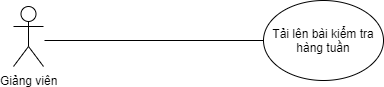 Tải lên bài kiểm tra
hàng tuần
Giảng viên